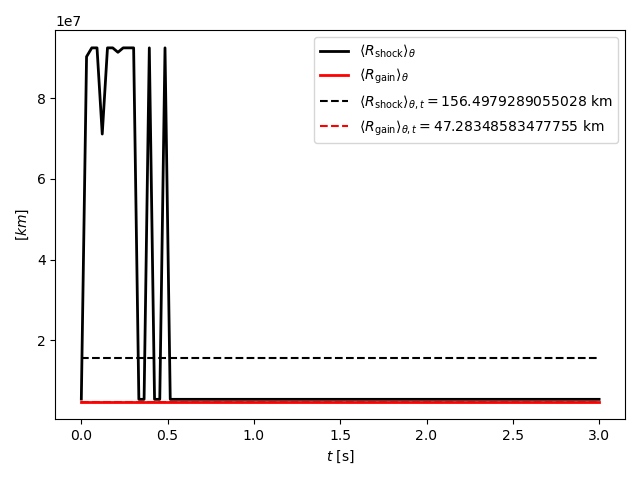 1e7
⟨R_shock⟩_θ
⟨R_gain⟩_θ
⟨R_shock⟩_θ,t = 156.4979289055028 km
⟨R_gain⟩_θ,t = 47.28348583477755 km
8
6
4
2
[km]
0.0 0.5 1.0 1.5 2.0 2.5 3.0
t [s]